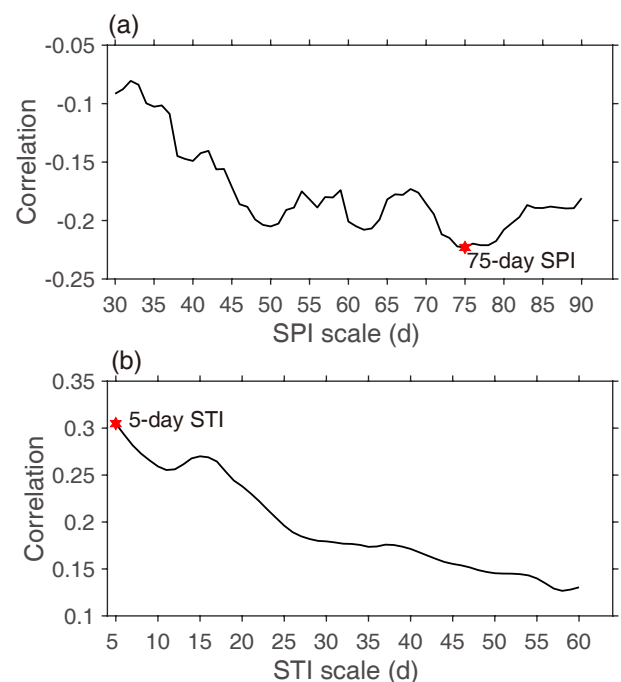 (a)
-0.05
-0.1
-0.15
-0.2
-0.25
Correlation
75-day SPI
30 35 40 45 50 55 60 65 70 75 80 85 90
SPI scale (d)
(b)
0.35
0.3
0.25
0.2
0.15
0.1
Correlation
5-day STI
5 10 15 20 25 30 35 40 45 50 55 60
STI scale (d)